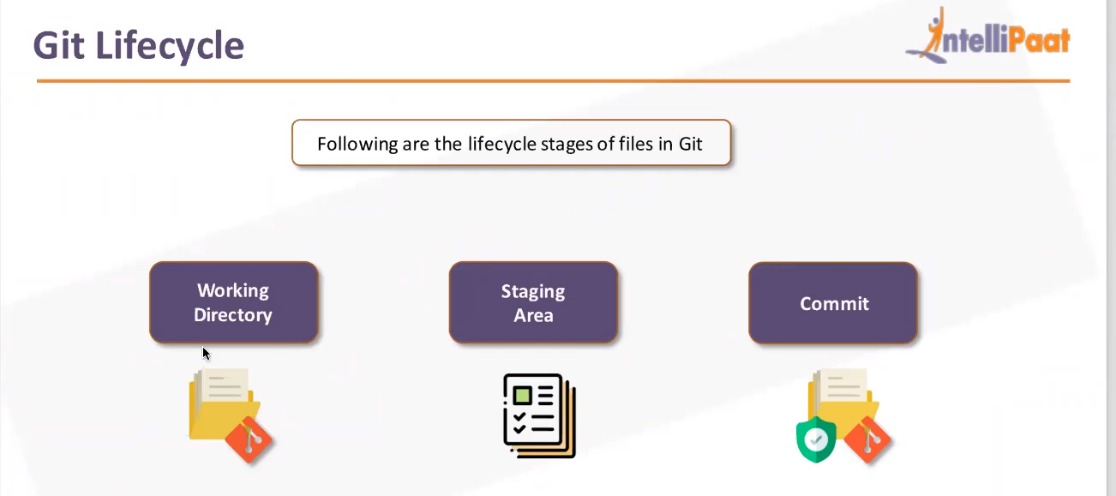 Git Lifecycle
IntelliPaat
Following are the lifecycle stages of files in Git
Working
Directory
Staging
Area
Commit